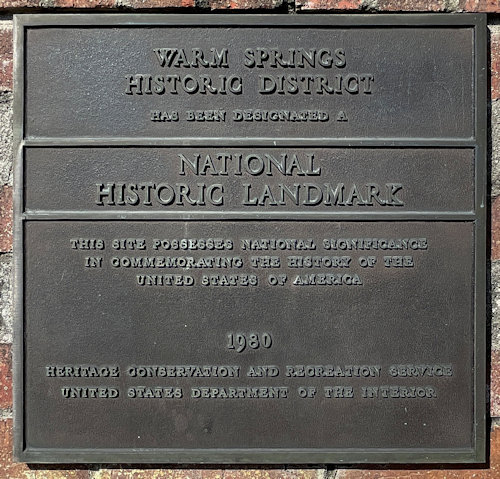 WARM SPRINGS
HISTORIC DISTRICT
HAS BEEN DESIGNATED A
NATIONAL
HISTORIC LANDMARK
THIS SITE POSSESSES NATIONAL SIGNIFICANCE
IN COMMEMORATING THE HISTORY OF THE
UNITED STATES OF AMERICA
1980
HERITAGE CONSERVATION AND RECREATION SERVICE
UNITED STATES DEPARTMENT OF THE INTERIOR